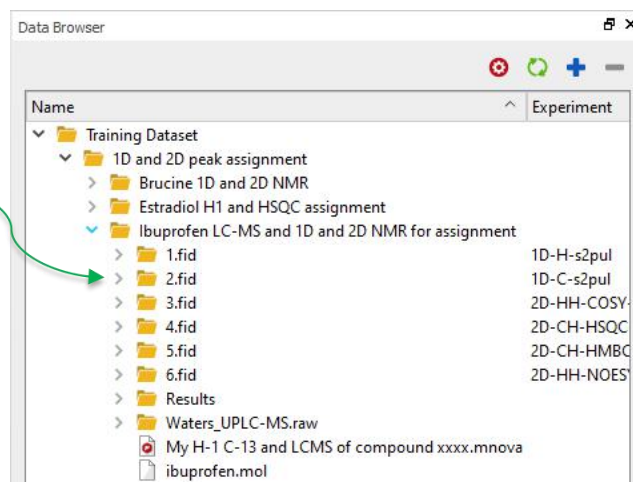 Data Browser
Name Experiment
Training Dataset
1D and 2D peak assignment
Brucine 1D and 2D NMR
Estradiol H1 and HSQC assignment
Ibuprofen LC-MS and 1D and 2D NMR for assignment
1.fid 1D-H-s2pul
2.fid 1D-C-s2pul
3.fid 2D-HH-COSY-
4.fid 2D-CH-HSQC
5.fid 2D-CH-HMBC
6.fid 2D-HH-NOESY
Results
Waters_UPLC-MS.raw
My H-1 C-13 and LCMS of compound xxxx.mnova
ibuprofen.mol